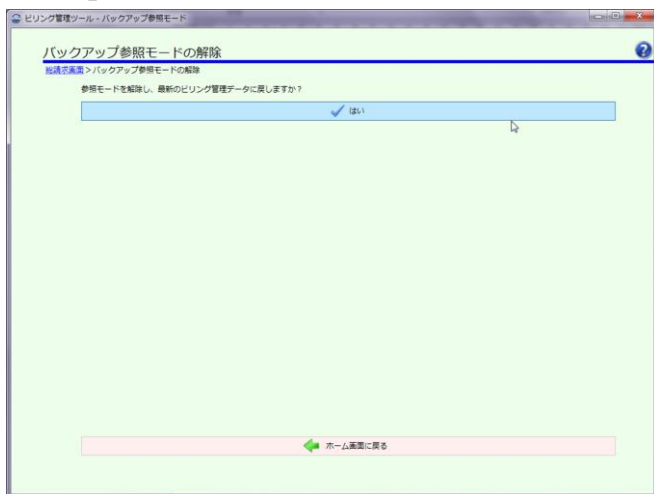 ビリング管理ツール - バックアップ参照モード
バックアップ参照モードの解除
総請求画面 > バックアップ参照モードの解除
参照モードを解除し、最新のビリング管理データに戻しますか？
はい
ホーム画面に戻る